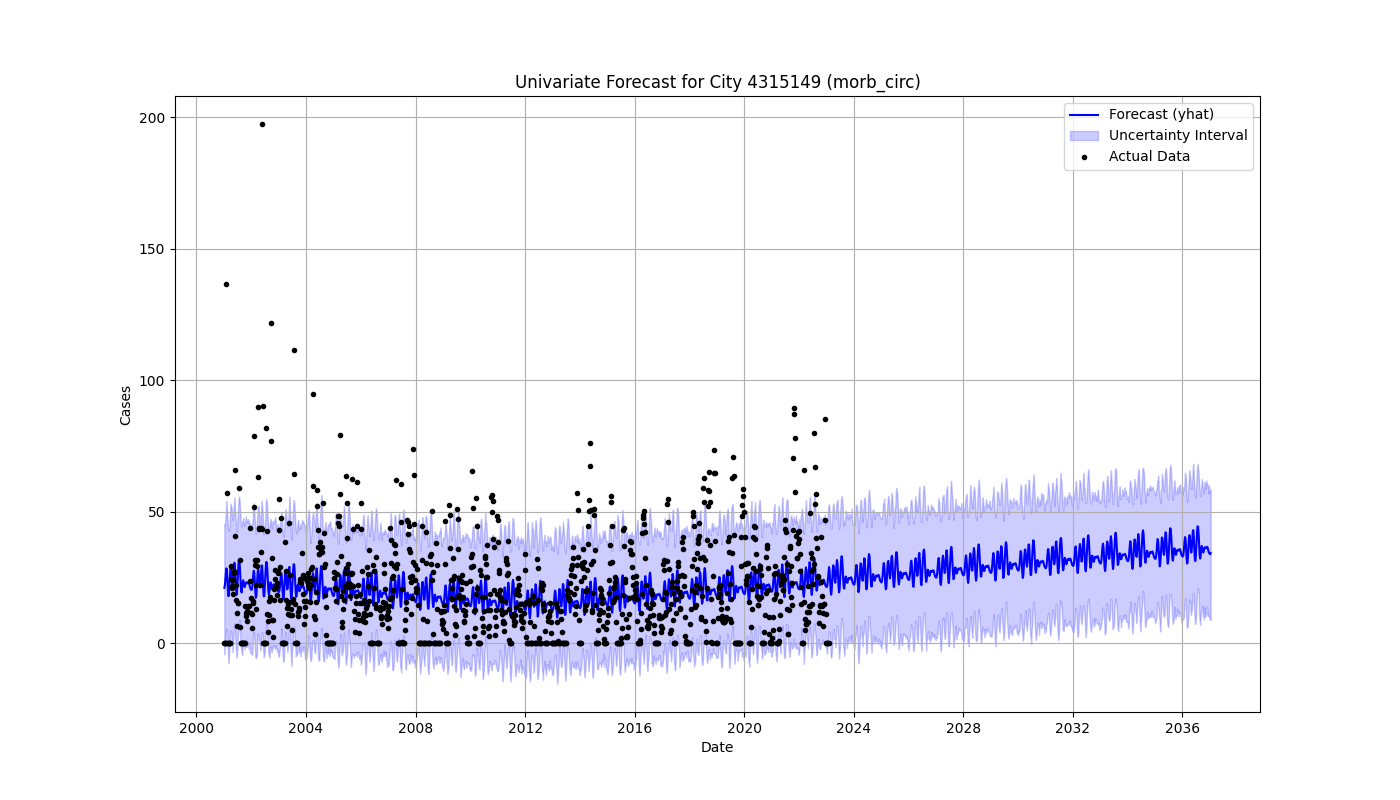 Univariate Forecast for City 4315149 (morb_circ)
Forecast (yhat)
Uncertainty Interval
Actual Data
Cases
200
150
100
50
0
2000 2004 2008 2012 2016 2020 2024 2028 2032 2036
Date